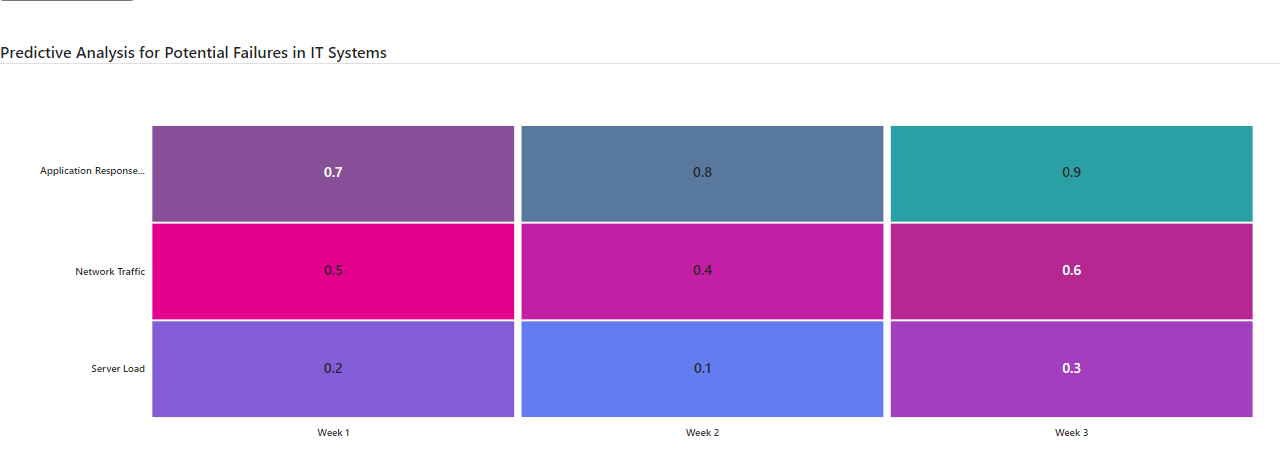 Predictive Analysis for Potential Failures in IT Systems
Application Response...
0.7
0.8
0.9
Network Traffic
0.5
0.4
0.6
Server Load
0.2
0.1
0.3
Week 1
Week 2
Week 3